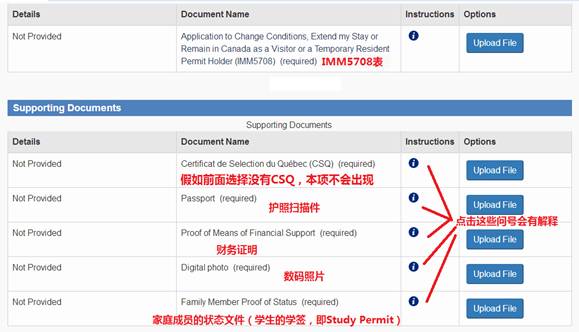 Details Document Name Instructions Options
Not Provided Application to Change Conditions, Extend my Stay or
Remain in Canada as a Visitor or a Temporary Resident
Permit Holder (IMM5708) (required) IMM5708表 Upload File
Supporting Documents
Supporting Documents
Details Document Name Instructions Options
Not Provided Certificat de Selection du Québec (CSQ) (required) Upload File
假如前面选择没有CSQ，本项不会出现
Not Provided Passport (required) Upload File
护照扫描件
点击这些问号会有解释
Not Provided Proof of Means of Financial Support (required) Upload File
财务证明
Not Provided Digital photo (required) Upload File
数码照片
Not Provided Family Member Proof of Status (required) Upload File
家庭成员的状态文件（学生的学签，即Study Permit）